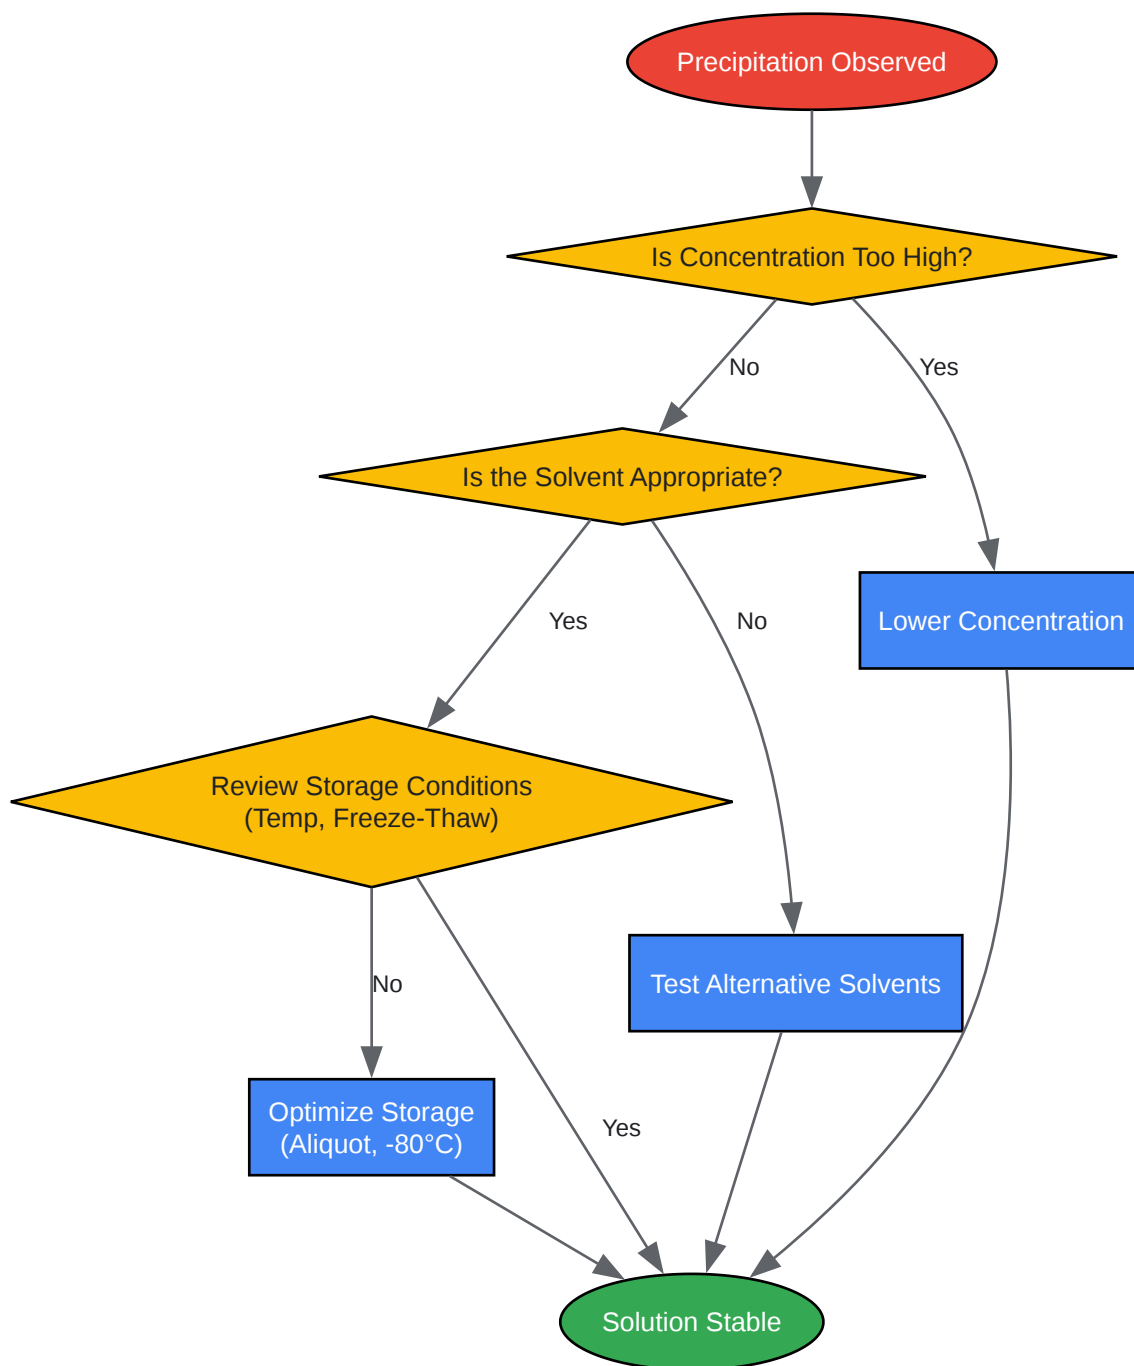 Precipitation Observed
Is Concentration Too High?
No
Yes
Is the Solvent Appropriate?
Yes
No
Lower Concentration
Review Storage Conditions
(Temp, Freeze-Thaw)
No
Test Alternative Solvents
Optimize Storage
(Aliquot, -80°C)
Yes
Solution Stable